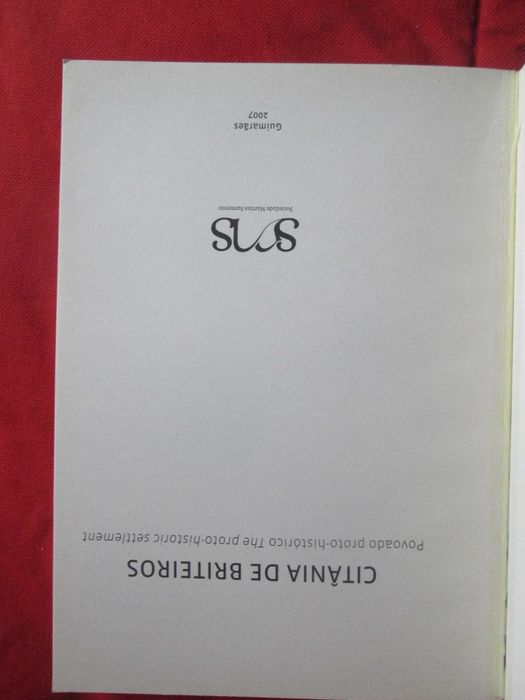 CITÂNIA DE BRITEIROS
Povoado proto-histórico The proto-historic settlement
SMS
Sociedade Martins Sarmento
Guimarães
2007